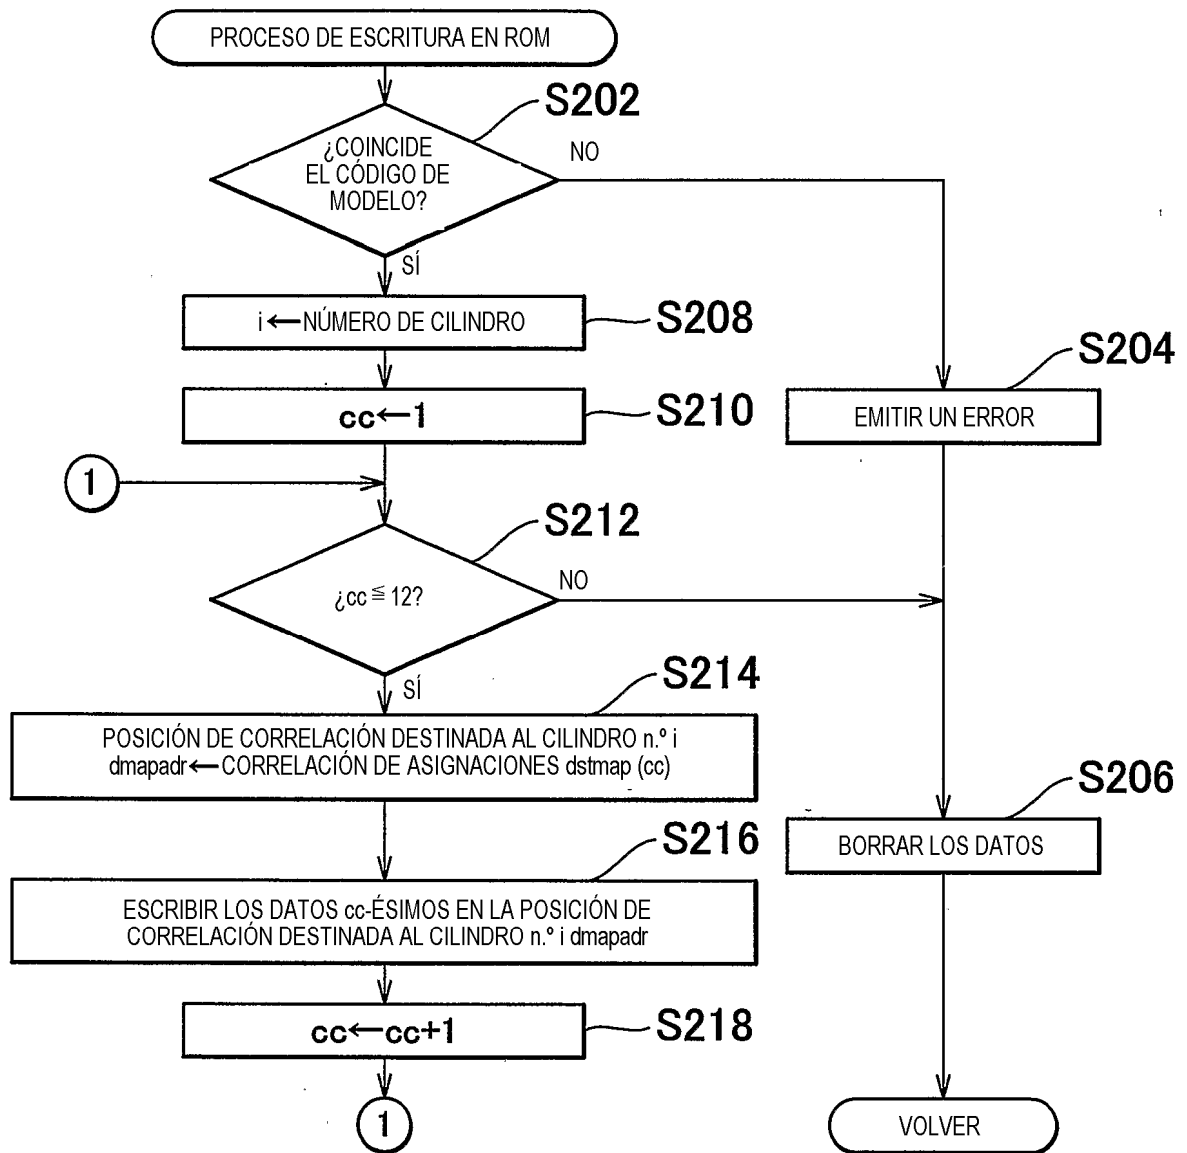 PROCESO DE ESCRITURA EN ROM
S202
¿COINCIDE
EL CÓDIGO DE
MODELO?
NO
SÍ
i←NÚMERO DE CILINDRO
S208
S204
cc←1
S210
EMITIR UN ERROR
1
S212
¿cc≦12?
NO
SÍ
S214
POSICIÓN DE CORRELACIÓN DESTINADA AL CILINDRO n.º i
dmapadr←CORRELACIÓN DE ASIGNACIONES dstmap (cc)
S206
BORRAR LOS DATOS
S216
ESCRIBIR LOS DATOS cc-ÉSIMOS EN LA POSICIÓN DE
CORRELACIÓN DESTINADA AL CILINDRO n.º i dmapadr
cc←cc+1
S218
1
VOLVER